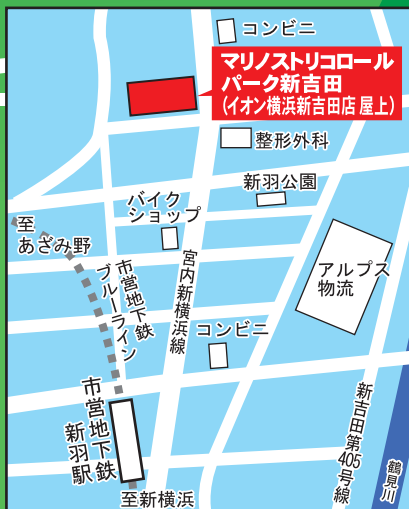 コンビニ
マリノストリコロール
パーク新吉田
(イオン横浜新吉田店 屋上)
整形外科
新羽公園
バイク
ショップ
至
あざみ野
市営地下鉄
ブルーライン
宮内新横浜線
アルプス
物流
コンビニ
市営地下鉄
新羽駅
至新横浜
新吉田第405号線
鶴見川